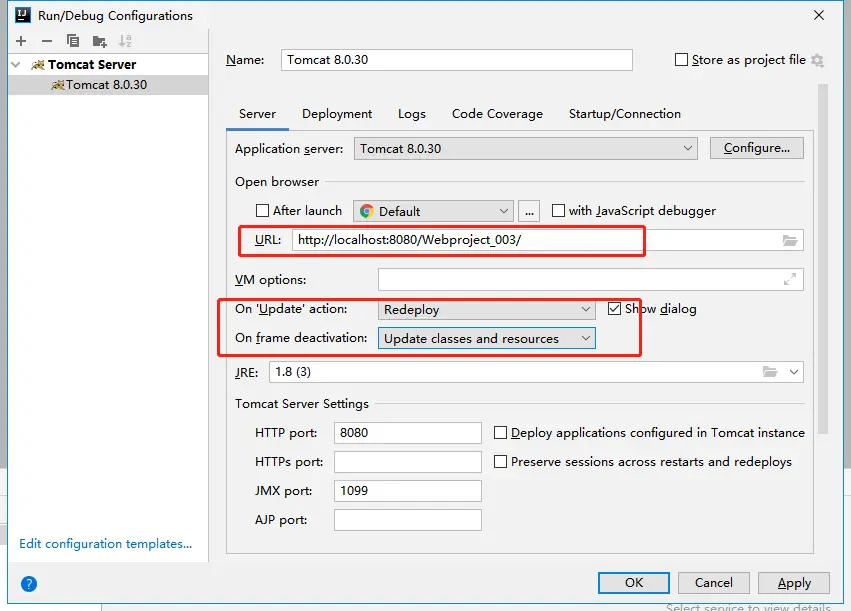 Run/Debug Configurations
Tomcat Server
Tomcat 8.0.30
Name: Tomcat 8.0.30 Store as project file
Server Deployment Logs Code Coverage Startup/Connection
Application server: Tomcat 8.0.30 Configure...
Open browser
After launch Default ... with JavaScript debugger
URL: http://localhost:8080/Webproject_003/
VM options:
On 'Update' action: Redeploy Show dialog
On frame deactivation: Update classes and resources
JRE: 1.8 (3)
Tomcat Server Settings
HTTP port: 8080 Deploy applications configured in Tomcat instance
HTTPs port: Preserve sessions across restarts and redeploys
JMX port: 1099
AJP port:
Edit configuration templates...
? OK Cancel Apply
Select service to view details